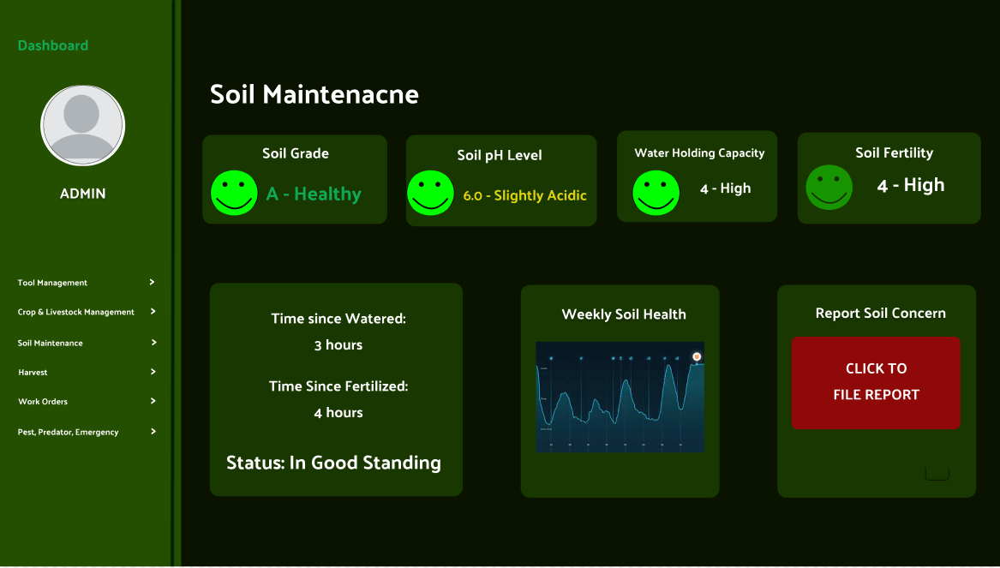 Dashboard
ADMIN
Tool Management >
Crop & Livestock Management >
Soil Maintenance >
Harvest >
Work Orders >
Pest, Predator, Emergency >
Soil Maintenacne
Soil Grade
A - Healthy
Soil pH Level
6.0 - Slightly Acidic
Water Holding Capacity
4 - High
Soil Fertility
4 - High
Time since Watered:
3 hours
Time Since Fertilized:
4 hours
Status: In Good Standing
Weekly Soil Health
Report Soil Concern
CLICK TO
FILE REPORT